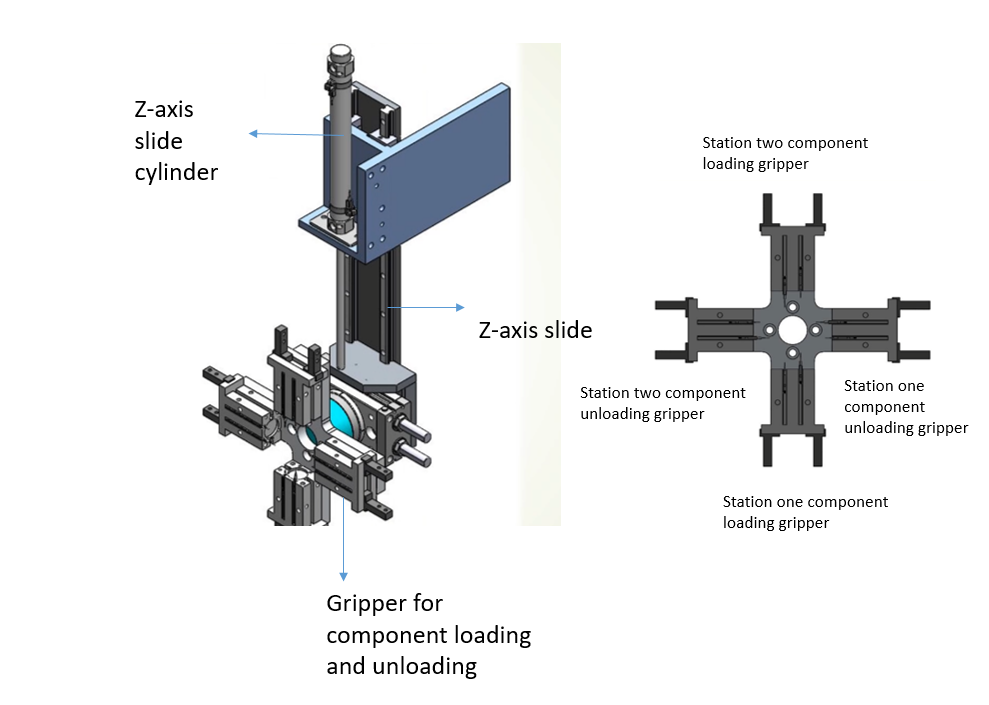 Z-axis
slide
cylinder
Z-axis slide
Gripper for
component loading
and unloading
Station two component
loading gripper
Station two component
unloading gripper
Station one
component
unloading gripper
Station one component
loading gripper